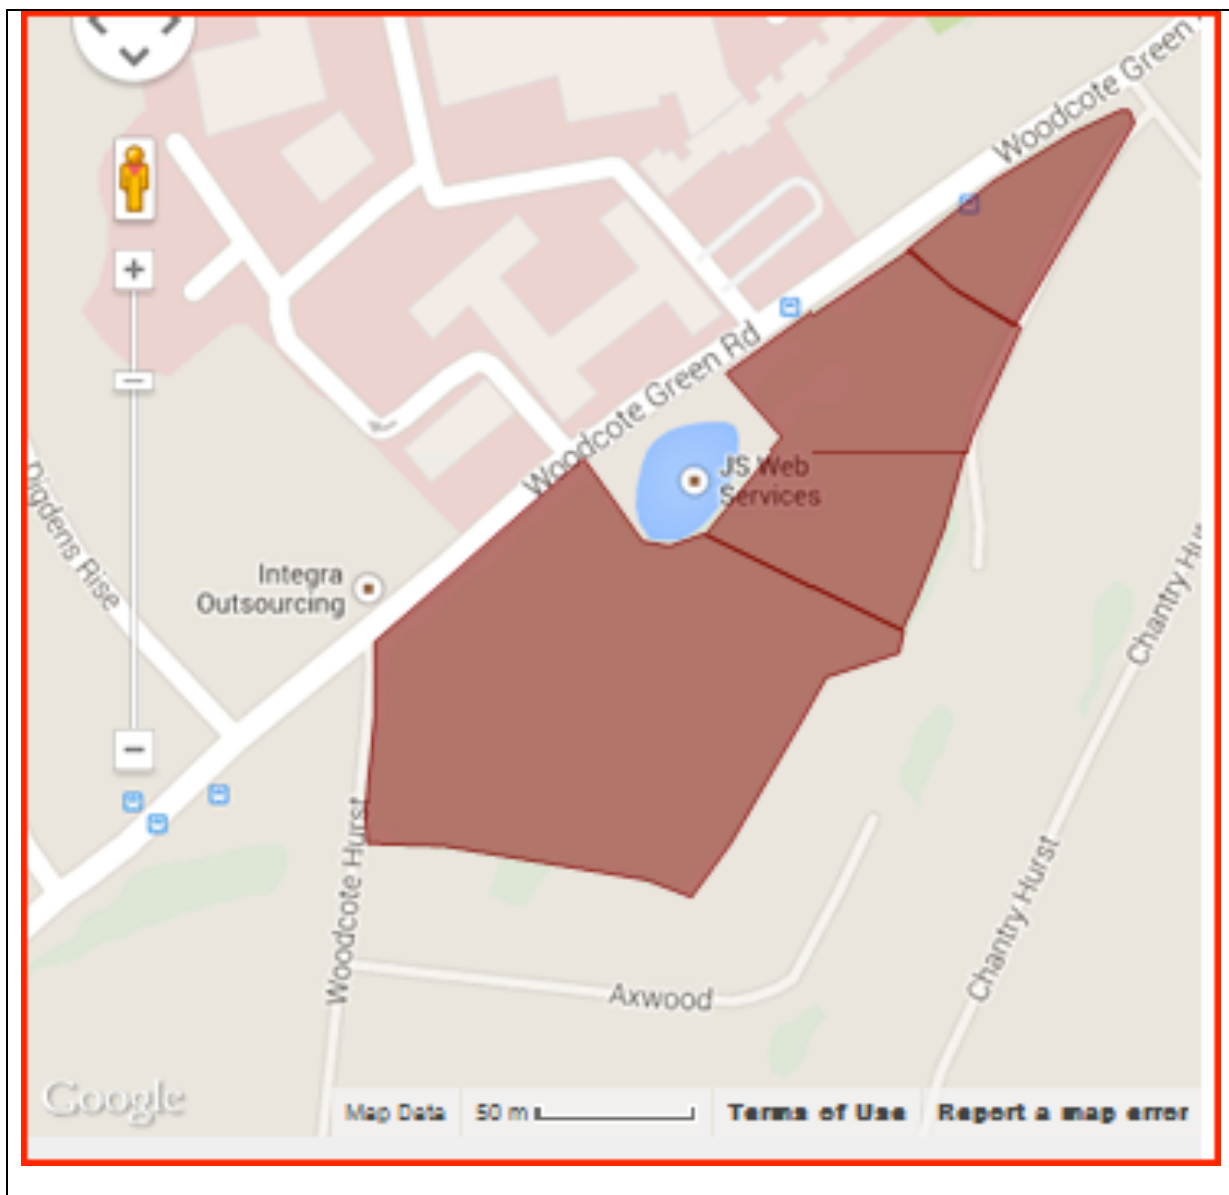 Woodcote Green
Woodcote Green Rd
JS Web
Services
Digdens Rise
Integra
Outsourcing
Chantry Hu
Woodcote Hurst
Chantry Hurst
Axwood
Google
Map Data
50 m
Terms of Use
Report a map error